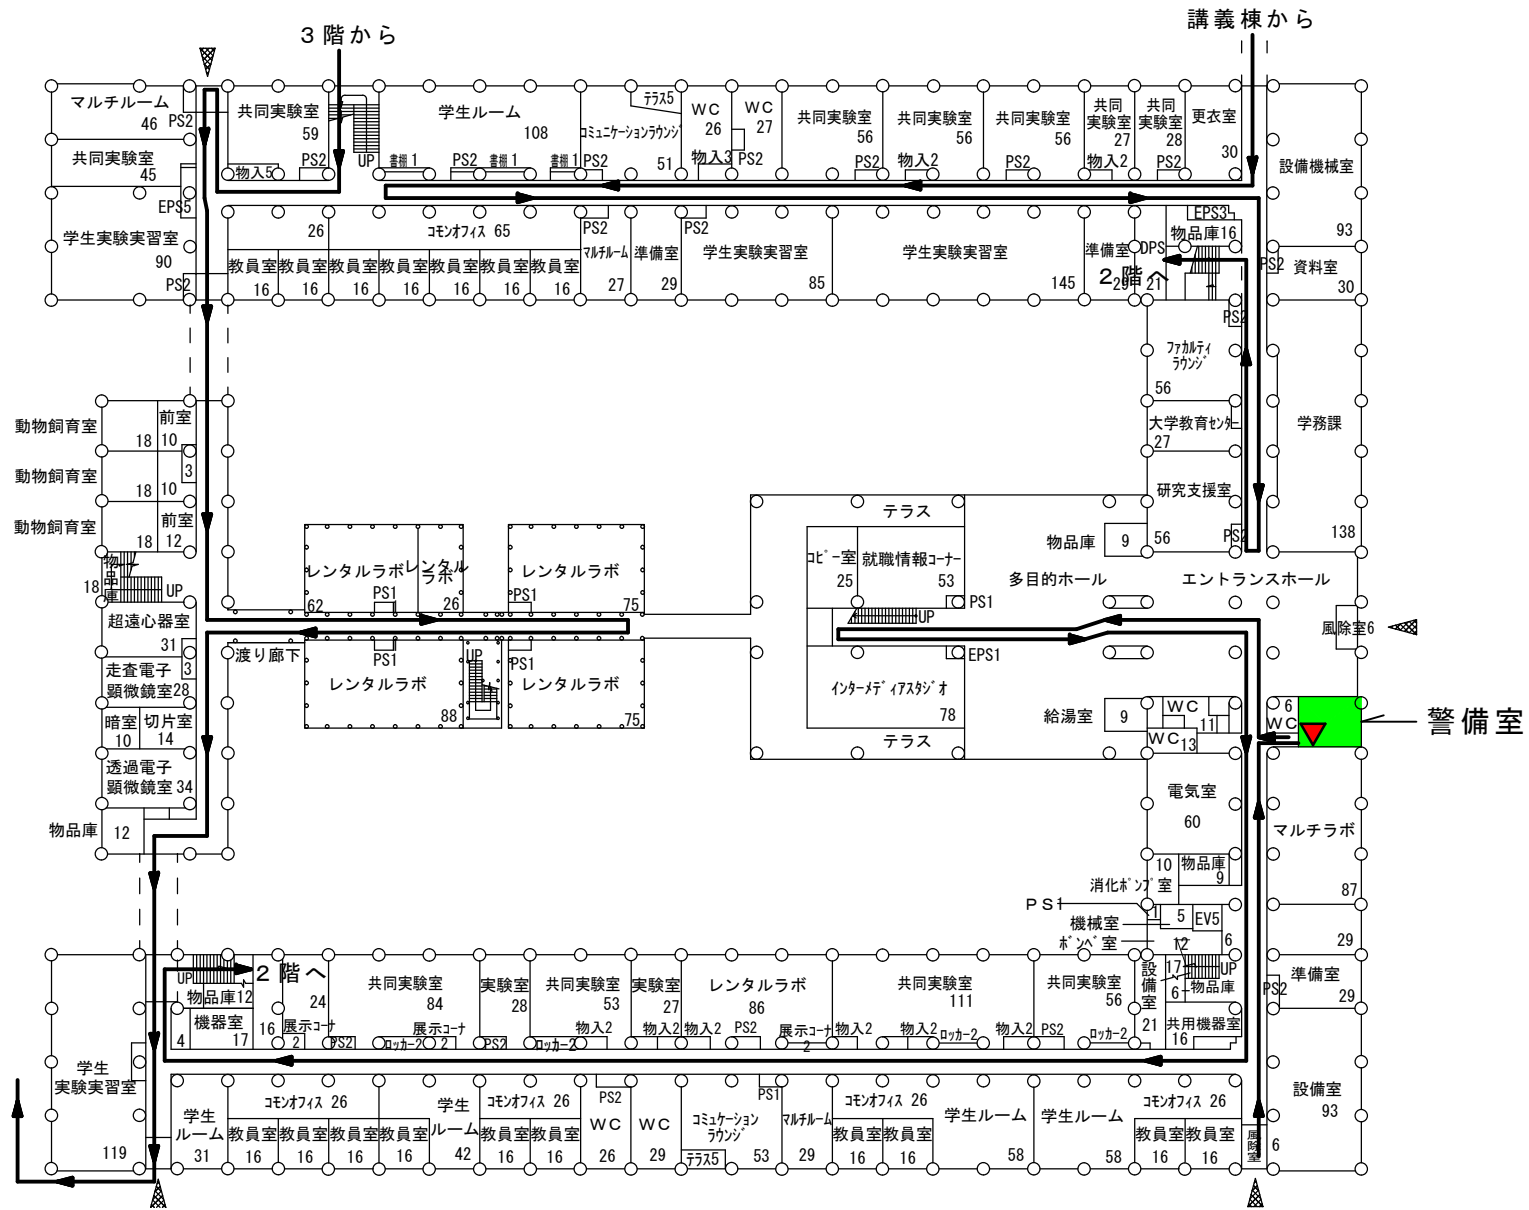 3階から
講義棟から
マルチルーム
46
PS2
共同実験室
59
物入5
PS2
UP
学生ルーム
108
書棚 1
PS2
書棚 1
書棚 1
PS2
テラス5
コミュニケーションラウンジ
51
WC
26
物入3
WC
27
PS2
共同実験室
56
PS2
共同実験室
56
物入2
共同実験室
56
PS2
共同
実験室
27
物入2
共同
実験室
28
PS2
更衣室
30
設備機械室
93
共同実験室
45
EPS5
学生実験実習室
90
PS2
26
コモンオフィス 65
教員室
16
教員室
16
教員室
16
教員室
16
教員室
16
教員室
16
教員室
16
PS2
マルチルーム
27
準備室
29
PS2
学生実験実習室
85
学生実験実習室
145
準備室
29
DPS
21
EPS3
物品庫16
2階へ
PS2
資料室
30
PS2
ファカルティ
ラウンジ
56
大学教育センター
27
研究支援室
56
PS2
学務課
138
動物飼育室
18
前室
10
3
動物飼育室
18
10
動物飼育室
18
前室
12
物品庫
18
UP
超遠心器室
31
走査電子
顕微鏡室28
3
暗室
10
切片室
14
透過電子
顕微鏡室34
物品庫
12
渡り廊下
レンタルラボ
62
PS1
レンタル
ラボ
26
レンタルラボ
75
PS1
レンタルラボ
88
PS1
UP
レンタルラボ
75
PS1
テラス
コピー室
25
就職情報コーナー
53
PS1
UP
EPS1
インターメディアスタジオ
78
テラス
物品庫
9
多目的ホール
エントランスホール
風除室6
給湯室
9
WC
11
WC
13
6
WC
警備室
電気室
60
マルチラボ
87
10
消化ポンプ室
物品庫
9
PS1
1
機械室
5
EV5
ボンベ室
12
6
29
学生
実験実習室
119
UP
2階へ
物品庫12
機器室
17
4
16
展示コーナ
2
24
PS2
共同実験室
84
ロッカー2
展示コーナ
2
実験室
28
PS2
共同実験室
53
ロッカー2
物入2
実験室
27
物入2
レンタルラボ
86
物入2
PS2
展示コーナ
2
共同実験室
111
物入2
物入2
ロッカー2
物入2
共同実験室
56
PS2
ロッカー2
設備室
21
17
6
UP
物品庫
共用機器室
16
PS2
準備室
29
学生
ルーム
31
コモンオフィス 26
教員室
16
教員室
16
教員室
16
学生
ルーム
16
42
コモンオフィス 26
教員室
16
教員室
16
PS2
WC
26
WC
29
コミュケーション
ラウンジ
テラス5
53
PS1
マルチルーム
29
コモンオフィス 26
教員室
16
教員室
16
学生ルーム
58
学生ルーム
58
コモンオフィス 26
教員室
16
教員室
16
風除室
6
設備室
93